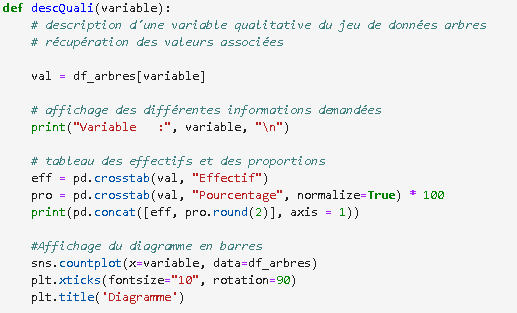 def descQuali(variable):
    # description d'une variable qualitative du jeu de données arbres
    # récupération des valeurs associées
    val = df_arbres[variable]
    # affichage des différentes informations demandées
    print("Variable   :", variable, "\n")
    # tableau des effectifs et des proportions
    eff = pd.crosstab(val, "Effectif")
    pro = pd.crosstab(val, "Pourcentage", normalize=True) * 100
    print(pd.concat([eff, pro.round(2)], axis = 1))
    #Affichage du diagramme en barres
    sns.countplot(x=variable, data=df_arbres)
    plt.xticks(fontsize="10", rotation=90)
    plt.title('Diagramme')